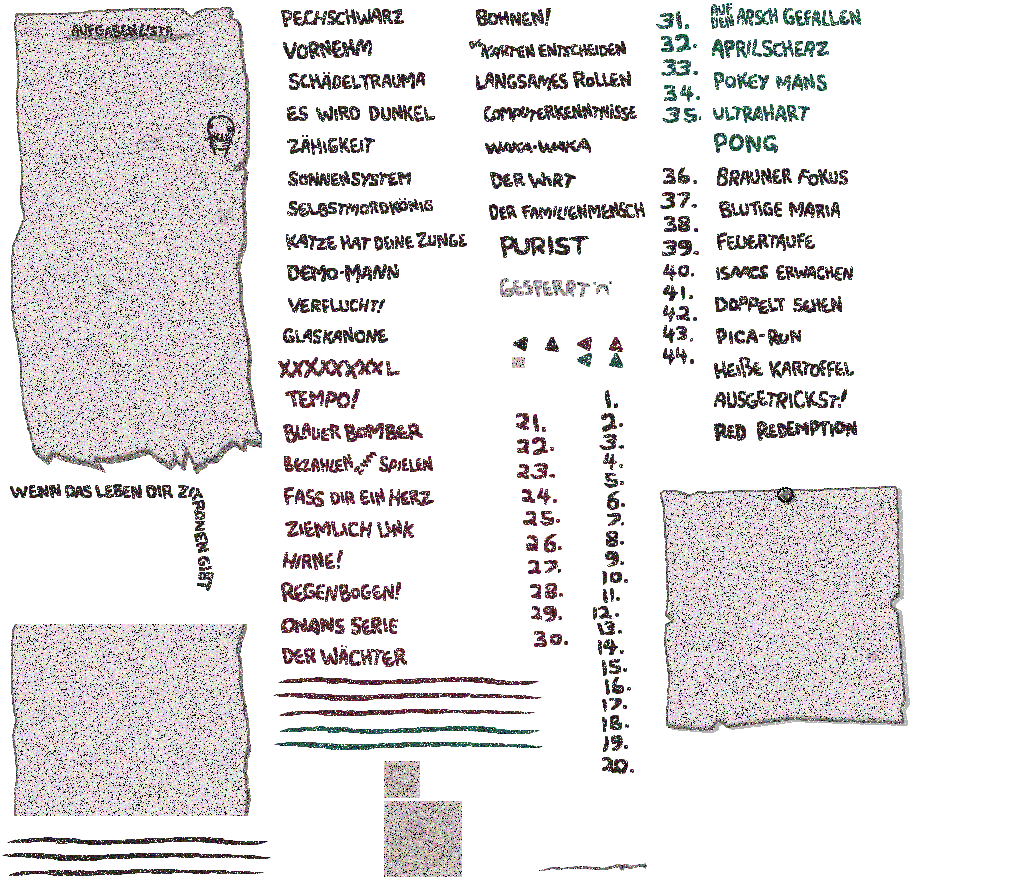 AUFGABENLISTE
PECHSCHWARZ
VORNEHM
SCHÄDELTRAUMA
ES WIRD DUNKEL
ZÄHIGKEIT
SONNENSYSTEM
SELBSTMORDKÖNIG
KATZE HAT DEINE ZUNGE
DEMO-MANN
VERFLUCHT!
GLASKANONE
XXXXXXXXL
TEMPO!
BLAUER BOMBER
BEZAHLEN ZUM SPIELEN
FASS DIR EIN HERZ
ZIEMLICH LINK
HIRNE!
REGENBOGEN!
ONANS SERIE
DER WÄCHTER
BOHNEN!
DIE KARTEN ENTSCHEIDEN
LANGSAMES ROLLEN
COMPUTERKENNTNISSE
WAKA-WAKA
DER WIRT
DER FAMILIENMENSCH
PURIST
GESPERRT
21.
22.
23.
24.
25.
26.
27.
28.
29.
30.
1.
2.
3.
4.
5.
6.
7.
8.
9.
10.
11.
12.
13.
14.
15.
16.
17.
18.
19.
20.
31.
32.
33.
34.
35.
36.
37.
38.
39.
40.
41.
42.
43.
44.
AUF DEN ARSCH GEFALLEN
APRILSCHERZ
POKEY MANS
ULTRAHART
PONG
BRAUNER FOKUS
BLUTIGE MARIA
FEUERTAUFE
ISAACS ERWACHEN
DOPPELT SEHEN
PICA-RUN
HEIßE KARTOFFEL
AUSGETRICKST!
RED REDEMPTION
WENN DAS LEBEN DIR ZITRONEN GIBT